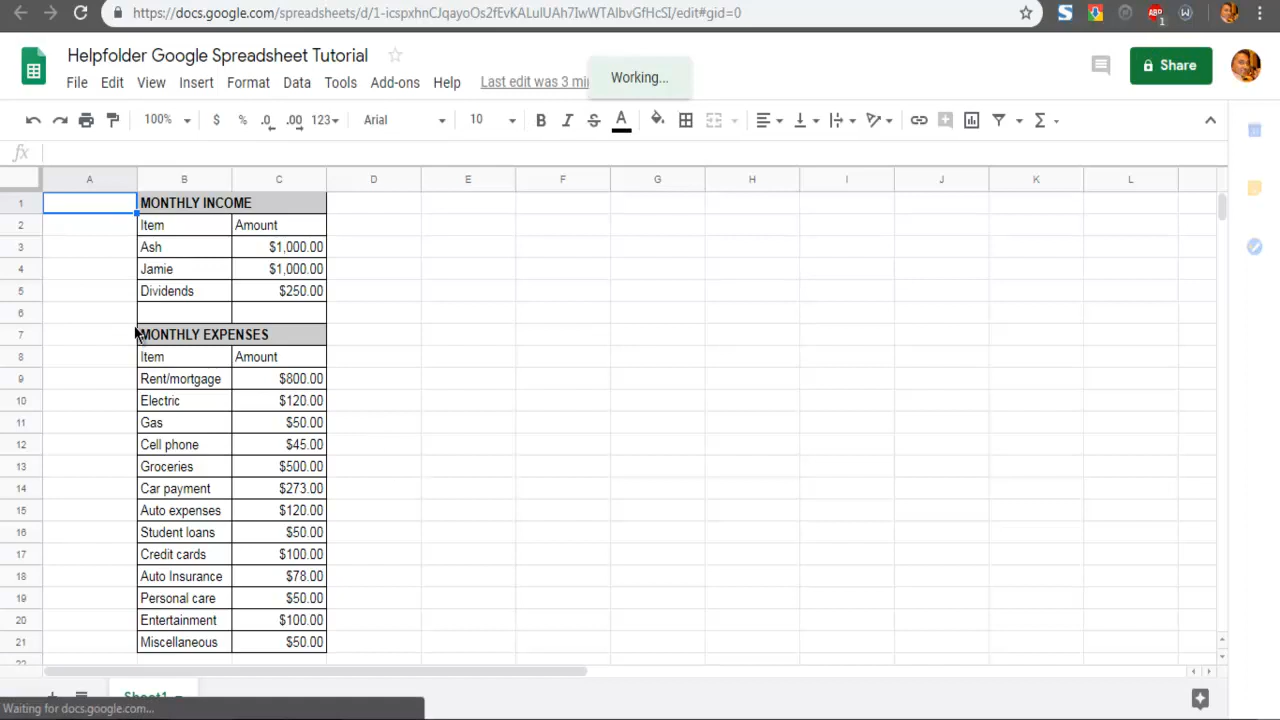 https://docs.google.com/spreadsheets/d/1-icspxhnCJqayoOs2fEvKALulUAh7IwWTAlbvGfHcSI/edit#gid=0
Helpfolder Google Spreadsheet Tutorial
Working...
Share
File Edit View Insert Format Data Tools Add-ons Help Last edit was 3 min
100% $ % .0 .00 123 Arial 10 B I S A Σ
fx
A B C D E F G H I J K L
1 MONTHLY INCOME
2 Item Amount
3 Ash $1,000.00
4 Jamie $1,000.00
5 Dividends $250.00
6
7 MONTHLY EXPENSES
8 Item Amount
9 Rent/mortgage $800.00
10 Electric $120.00
11 Gas $50.00
12 Cell phone $45.00
13 Groceries $500.00
14 Car payment $273.00
15 Auto expenses $120.00
16 Student loans $50.00
17 Credit cards $100.00
18 Auto Insurance $78.00
19 Personal care $50.00
20 Entertainment $100.00
21 Miscellaneous $50.00
22
Sheet1
Waiting for docs.google.com...